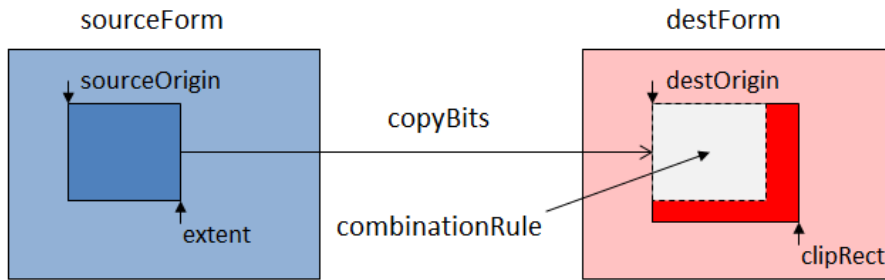 sourceForm
destForm
sourceOrigin
destOrigin
copyBits
combinationRule
extent
clipRect